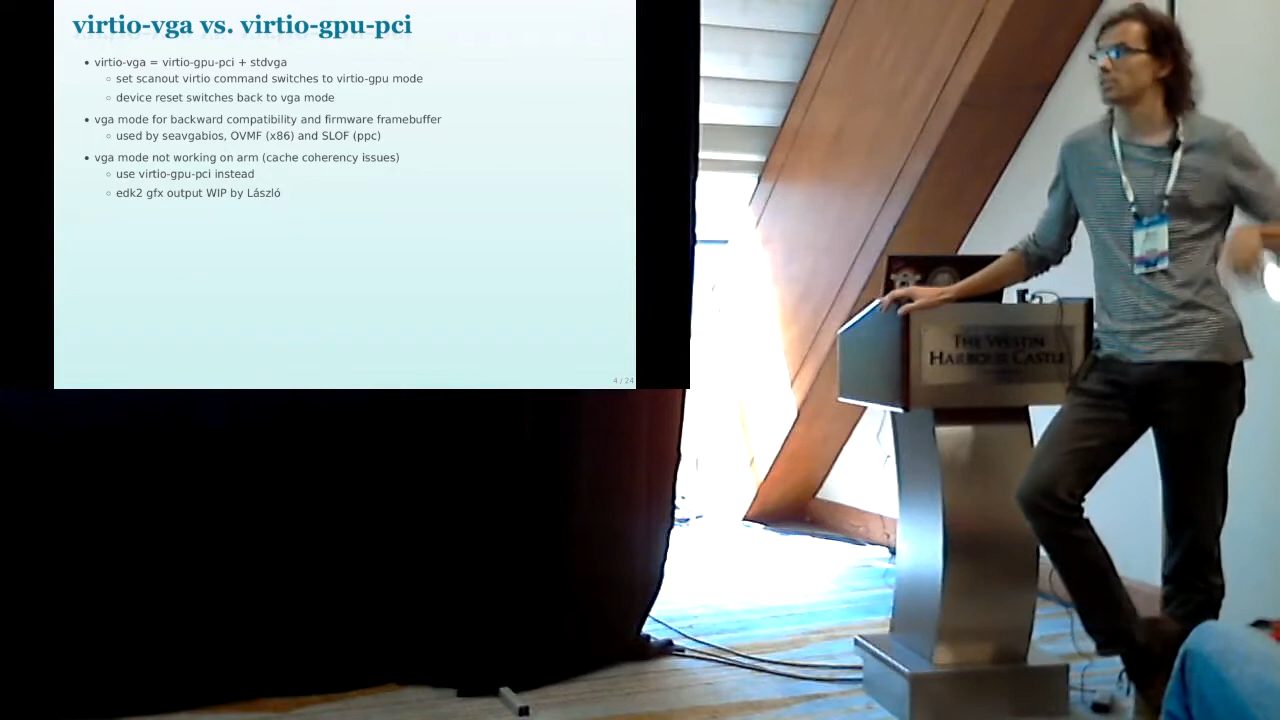 virtio-vga vs. virtio-gpu-pci
• virtio-vga = virtio-gpu-pci + stdvga
◦ set scanout virtio command switches to virtio-gpu mode
◦ device reset switches back to vga mode
• vga mode for backward compatibility and firmware framebuffer
◦ used by seavgabios, OVMF (x86) and SLOF (ppc)
• vga mode not working on arm (cache coherency issues)
◦ use virtio-gpu-pci instead
◦ edk2 gfx output WIP by László
4 / 24
THE WESTIN
HARBOUR CASTLE